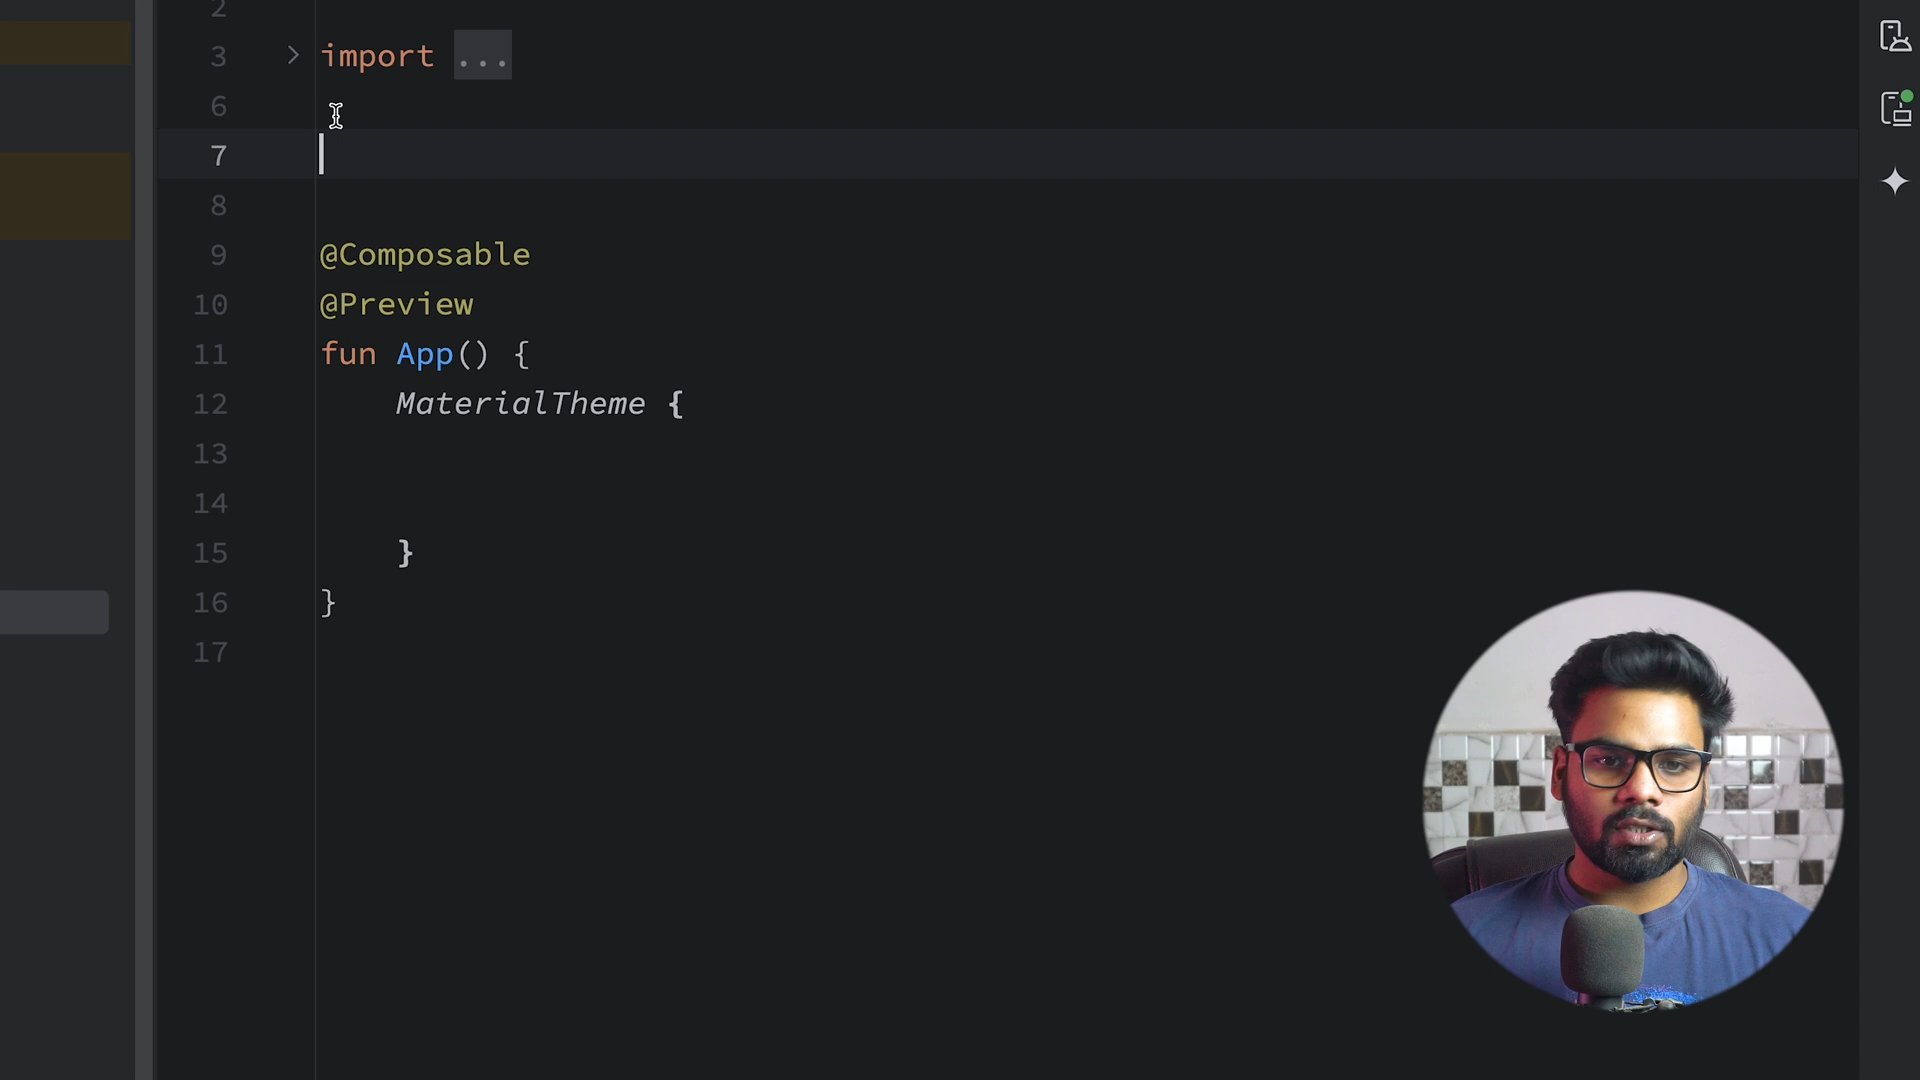 2
3 import ...
6
7
8
9 @Composable
10 @Preview
11 fun App() {
12 MaterialTheme {
13
14
15 }
16 }
17